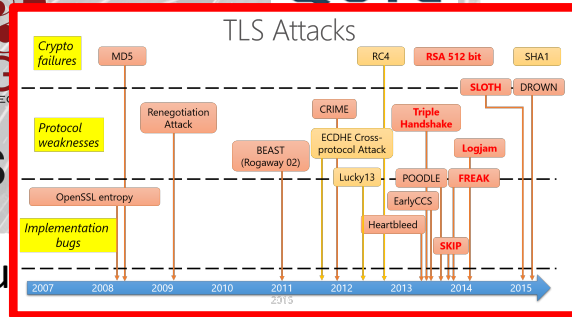 TLS Attacks
Crypto
failures
MD5
RC4
RSA 512 bit
SHA1
SLOTH
DROWN
Renegotiation
Attack
CRIME
Triple
Handshake
Protocol
weaknesses
ECDHE Cross-
protocol Attack
BEAST
(Rogaway 02)
Logjam
Lucky13
POODLE
FREAK
OpenSSL entropy
EarlyCCS
Heartbleed
Implementation
bugs
SKIP
2007 2008 2009 2010 2011 2012 2013 2014 2015
2015